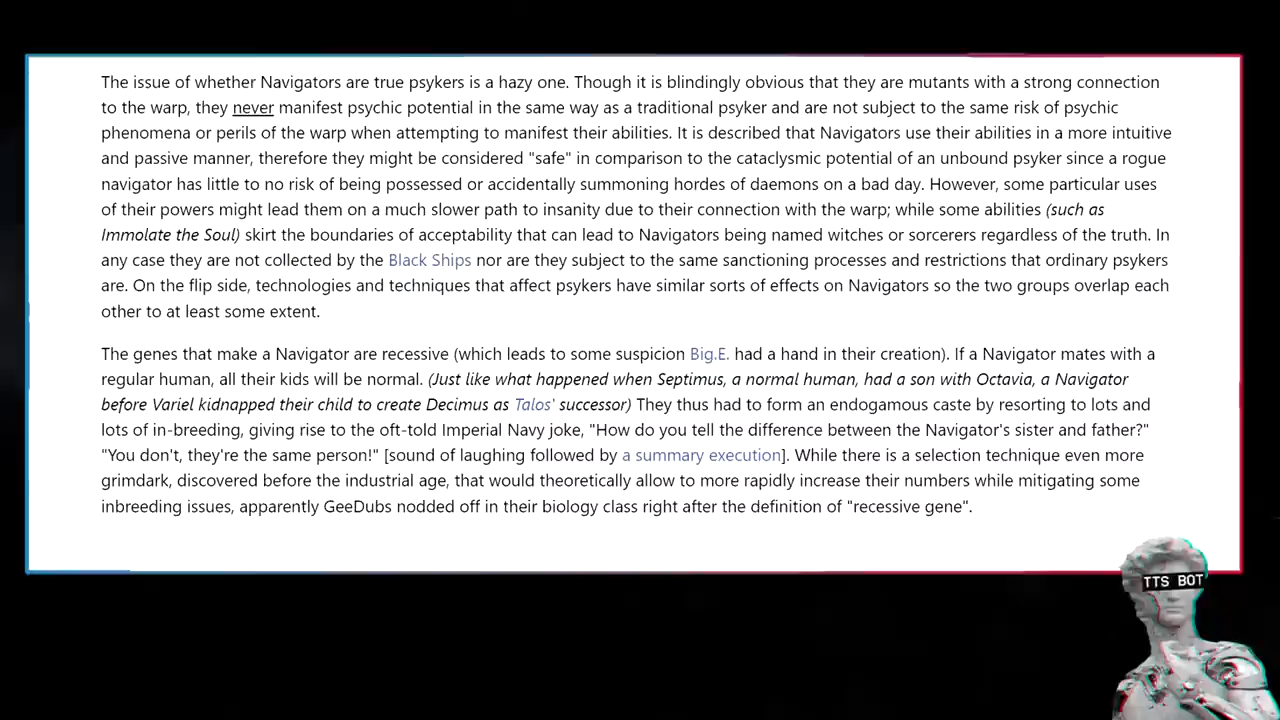 The issue of whether Navigators are true psykers is a hazy one. Though it is blindingly obvious that they are mutants with a strong connection
to the warp, they never manifest psychic potential in the same way as a traditional psyker and are not subject to the same risk of psychic
phenomena or perils of the warp when attempting to manifest their abilities. It is described that Navigators use their abilities in a more intuitive
and passive manner, therefore they might be considered "safe" in comparison to the cataclysmic potential of an unbound psyker since a rogue
navigator has little to no risk of being possessed or accidentally summoning hordes of daemons on a bad day. However, some particular uses
of their powers might lead them on a much slower path to insanity due to their connection with the warp; while some abilities (such as
Immolate the Soul) skirt the boundaries of acceptability that can lead to Navigators being named witches or sorcerers regardless of the truth. In
any case they are not collected by the Black Ships nor are they subject to the same sanctioning processes and restrictions that ordinary psykers
are. On the flip side, technologies and techniques that affect psykers have similar sorts of effects on Navigators so the two groups overlap each
other to at least some extent.
The genes that make a Navigator are recessive (which leads to some suspicion Big.E. had a hand in their creation). If a Navigator mates with a
regular human, all their kids will be normal. (Just like what happened when Septimus, a normal human, had a son with Octavia, a Navigator
before Variel kidnapped their child to create Decimus as Talos' successor) They thus had to form an endogamous caste by resorting to lots and
lots of in-breeding, giving rise to the oft-told Imperial Navy joke, "How do you tell the difference between the Navigator's sister and father?"
"You don't, they're the same person!" [sound of laughing followed by a summary execution]. While there is a selection technique even more
grimdark, discovered before the industrial age, that would theoretically allow to more rapidly increase their numbers while mitigating some
inbreeding issues, apparently GeeDubs nodded off in their biology class right after the definition of "recessive gene".
TTS BOT